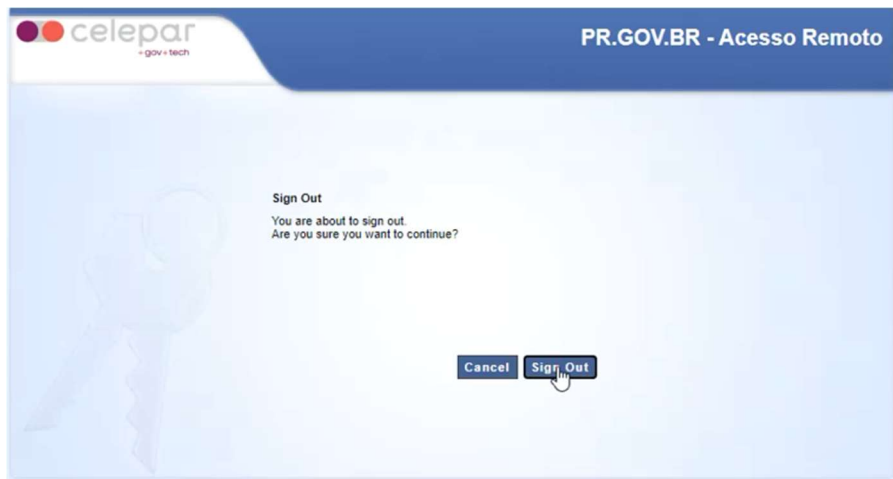 celepar
gov tech
PR.GOV.BR - Acesso Remoto
Sign Out
You are about to sign out.
Are you sure you want to continue?
Cancel
Sign Out